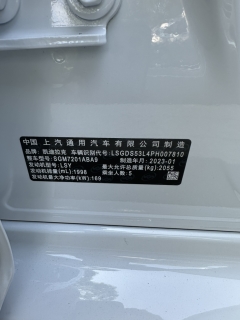 中国上汽通用汽车有限公司制造
品牌：凯迪拉克 车辆识别代号：LSGDS53L4PH007810
整车型号：SGM7201ABA9 制造年月：2023-01
发动机型号：LSY 最大允许总质量(kg)：2055
发动机排量(mL)：1998 乘坐人数：5
发动机最大净功率(kW)：169